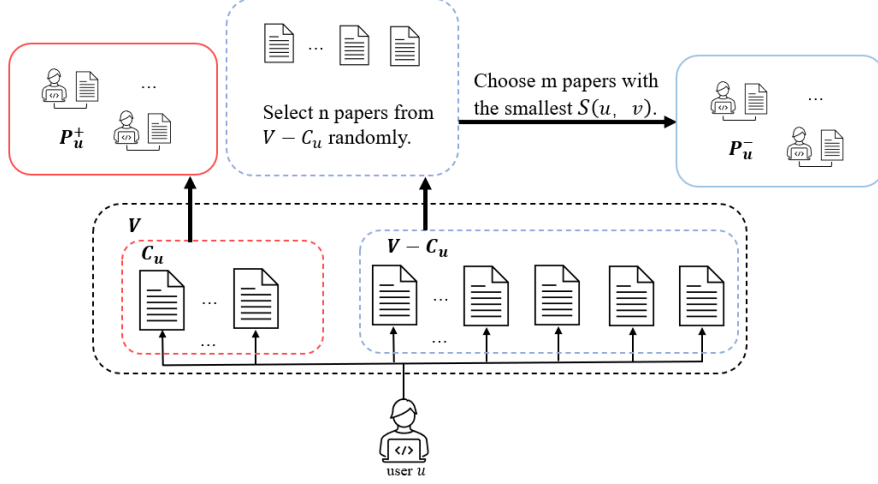 ...
P_u^+
...
Select n papers from
V − C_u randomly.
Choose m papers with
the smallest S(u, v).
...
P_u^-
V
C_u
...
...
V − C_u
...
...
</>
user u